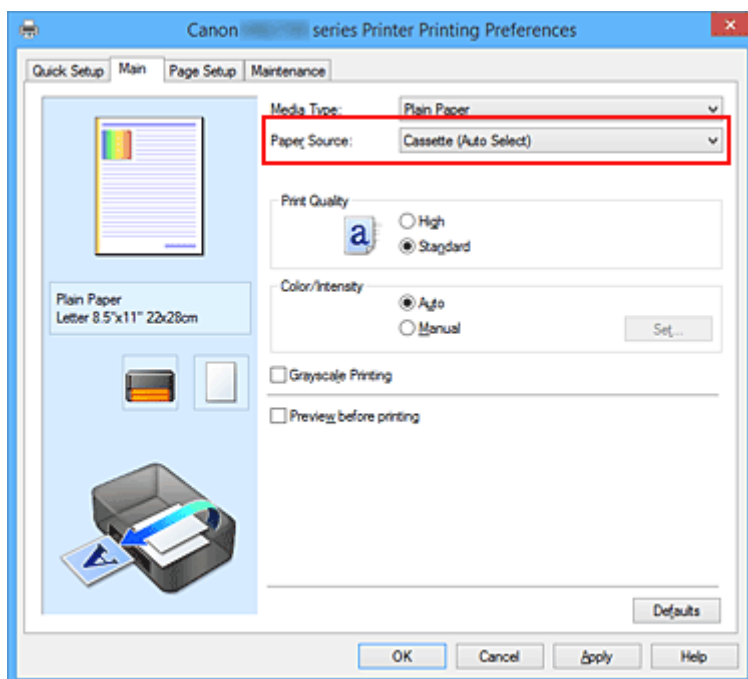 Canon series Printer Printing Preferences
Quick Setup Main Page Setup Maintenance
Media Type: Plain Paper
Paper Source: Cassette (Auto Select)
Print Quality
a
High
Standard
Color/Intensity
Auto
Manual
Set...
Plain Paper
Letter 8.5"x11" 22x28cm
Grayscale Printing
Preview before printing
A
Defaults
OK Cancel Apply Help